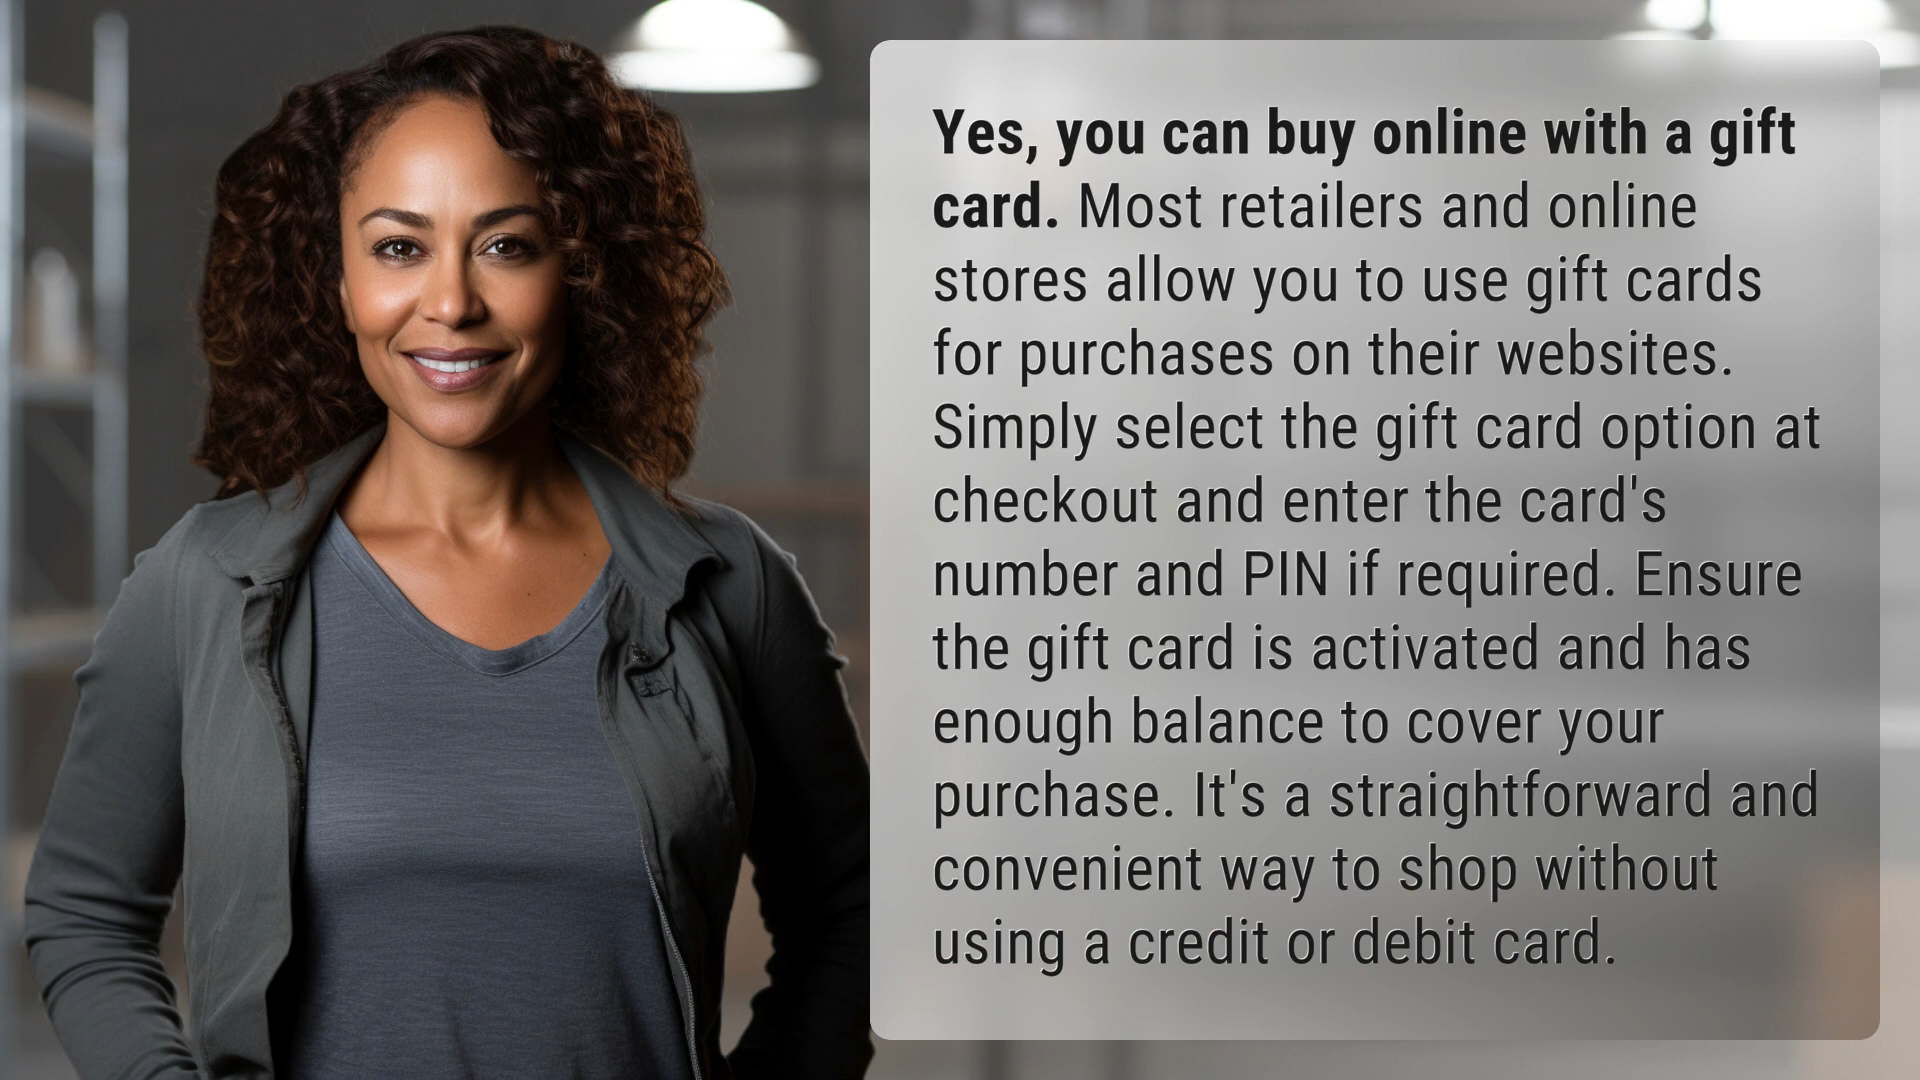 Yes, you can buy online with a gift
card. Most retailers and online
stores allow you to use gift cards
for purchases on their websites.
Simply select the gift card option at
checkout and enter the card's
number and PIN if required. Ensure
the gift card is activated and has
enough balance to cover your
purchase. It's a straightforward and
convenient way to shop without
using a credit or debit card.